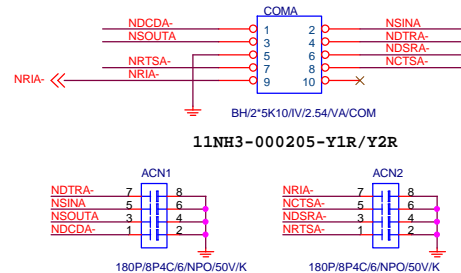 COMA
NDCDA- 1 2 NSINA
NSOUTA 3 4 NDTRA-
5 6 NDSRA-
NRTSA- 7 8 NCTSA-
NRIA- NRIA- 9 10
BH/2*5K10/IV/2.54/VA/COM
11NH3-000205-Y1R/Y2R
ACN1 ACN2
NDTRA- 7 8 NRIA- 7 8
NSINA 5 6 NCTSA- 5 6
NSOUTA 3 4 NDSRA- 3 4
NDCDA- 1 2 NRTSA- 1 2
180P/8P4C/6/NPO/50V/K 180P/8P4C/6/NPO/50V/K